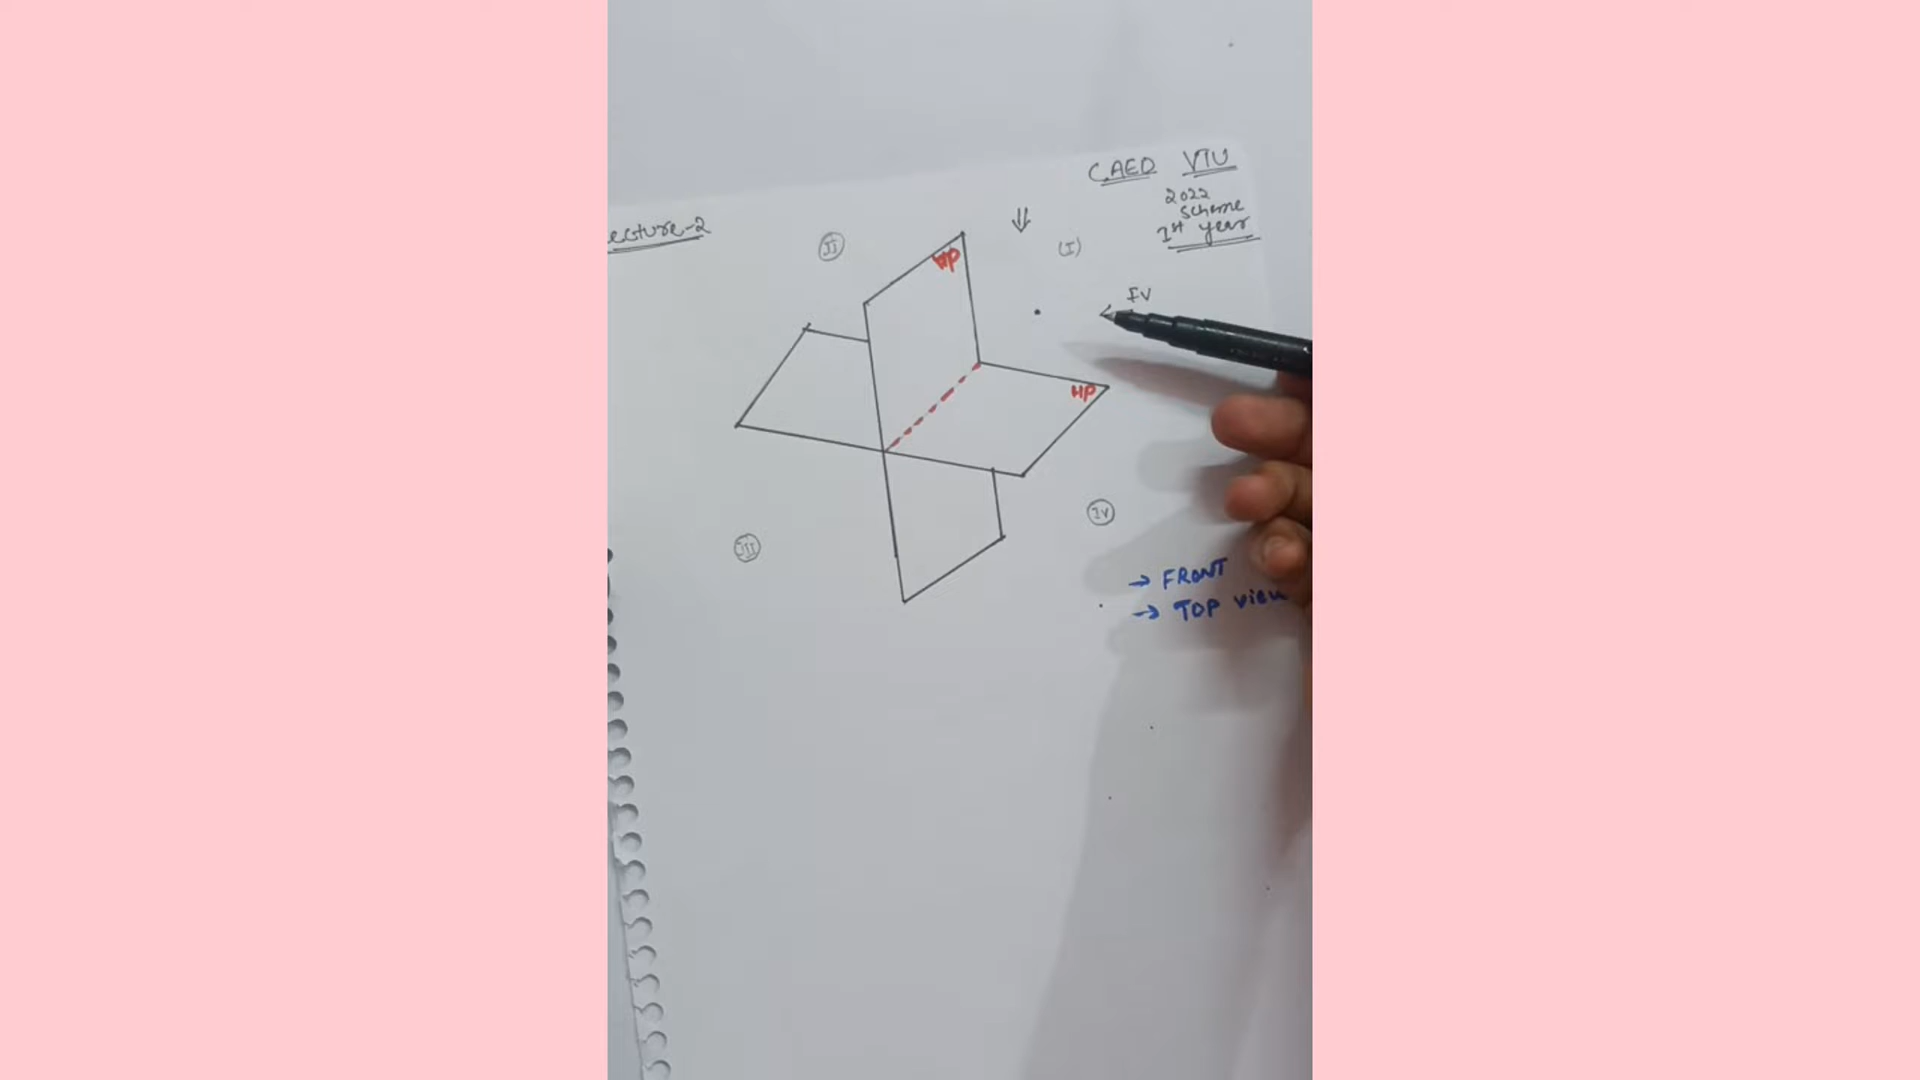 CAED VTU
2022
Scheme
1st year
ecture-2
II
(I)
HP
FV
HP
IV
III
→ FRONT
→ TOP view